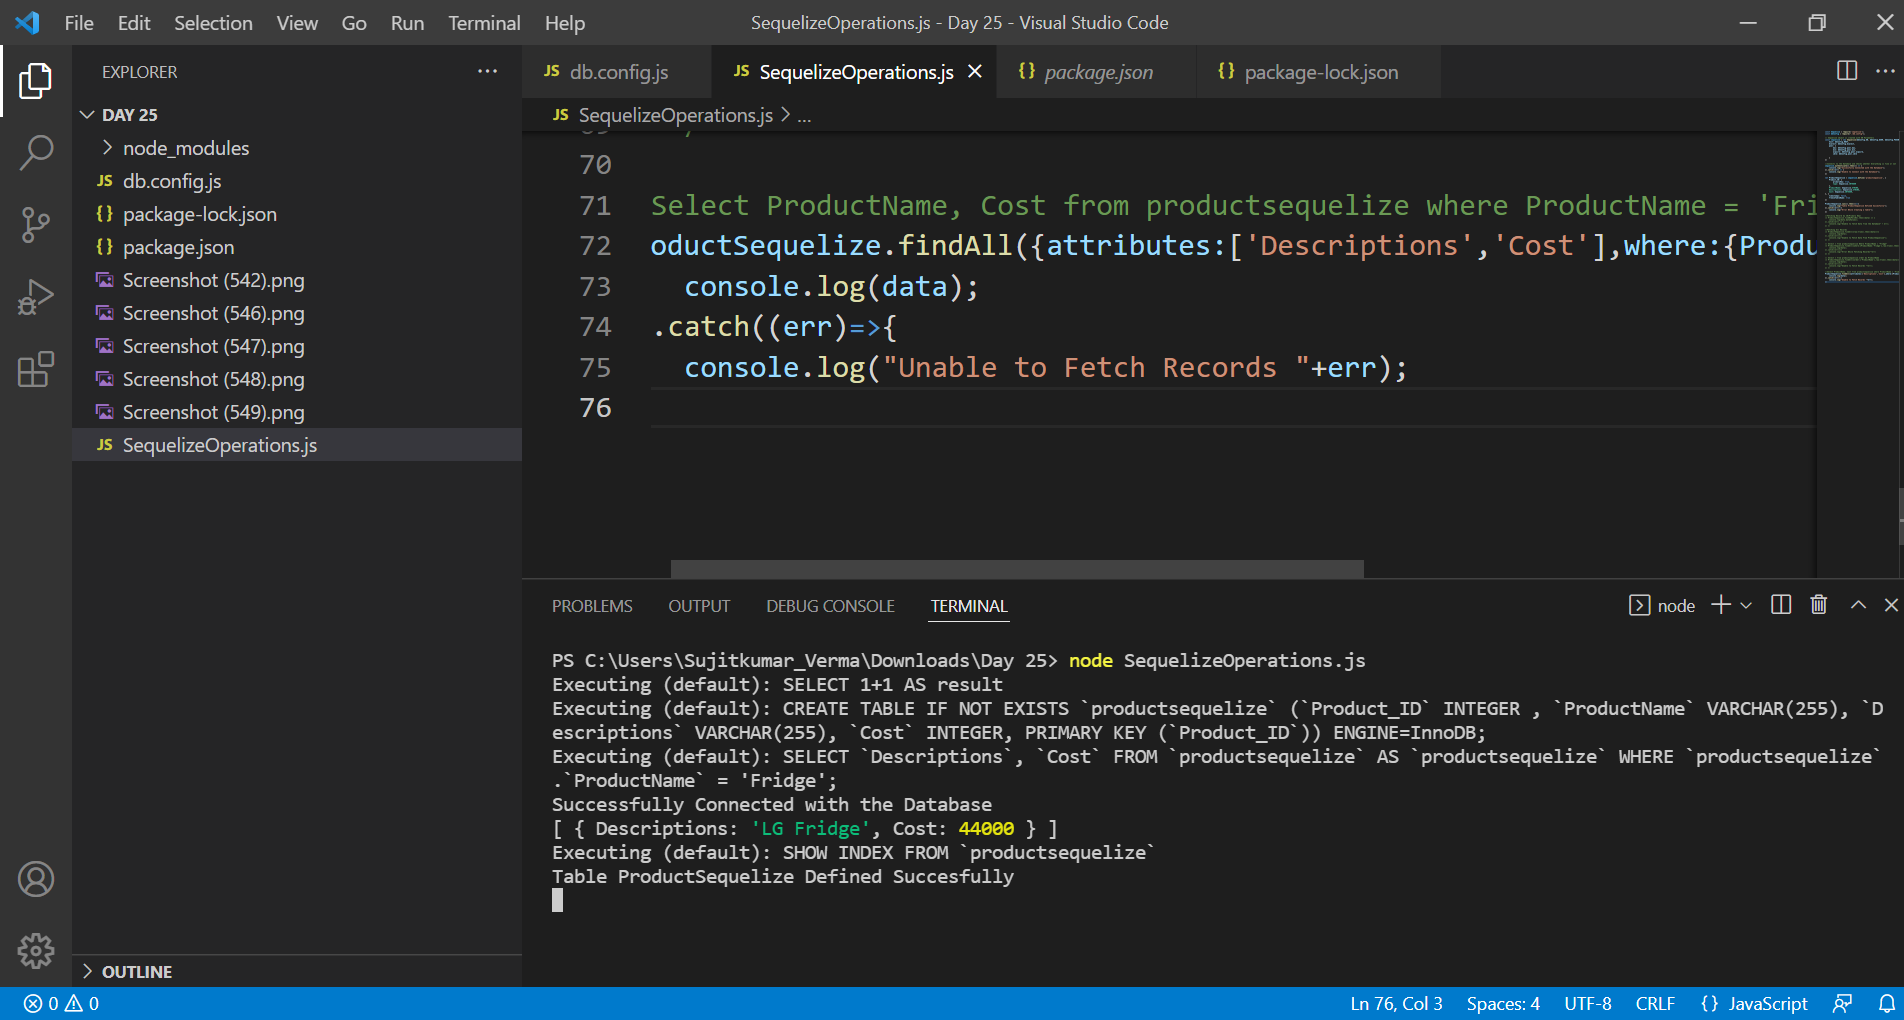 File Edit Selection View Go Run Terminal Help
SequelizeOperations.js - Day 25 - Visual Studio Code
EXPLORER
DAY 25
node_modules
db.config.js
package-lock.json
package.json
Screenshot (542).png
Screenshot (546).png
Screenshot (547).png
Screenshot (548).png
Screenshot (549).png
JS SequelizeOperations.js
OUTLINE
JS db.config.js JS SequelizeOperations.js {} package.json {} package-lock.json
JS SequelizeOperations.js > ...
70
71 Select ProductName, Cost from productsequelize where ProductName = 'Fri
72 oductSequelize.findAll({attributes:['Descriptions','Cost'],where:{Produ
73 console.log(data);
74 .catch((err)=>{
75 console.log("Unable to Fetch Records "+err);
76
PROBLEMS OUTPUT DEBUG CONSOLE TERMINAL
node
PS C:\Users\Sujitkumar_Verma\Downloads\Day 25> node SequelizeOperations.js
Executing (default): SELECT 1+1 AS result
Executing (default): CREATE TABLE IF NOT EXISTS `productsequelize` (`Product_ID` INTEGER , `ProductName` VARCHAR(255), `D
escriptions` VARCHAR(255), `Cost` INTEGER, PRIMARY KEY (`Product_ID`)) ENGINE=InnoDB;
Executing (default): SELECT `Descriptions`, `Cost` FROM `productsequelize` AS `productsequelize` WHERE `productsequelize`
.`ProductName` = 'Fridge';
Successfully Connected with the Database
[ { Descriptions: 'LG Fridge', Cost: 44000 } ]
Executing (default): SHOW INDEX FROM `productsequelize`
Table ProductSequelize Defined Succesfully
0 0
Ln 76, Col 3 Spaces: 4 UTF-8 CRLF {} JavaScript